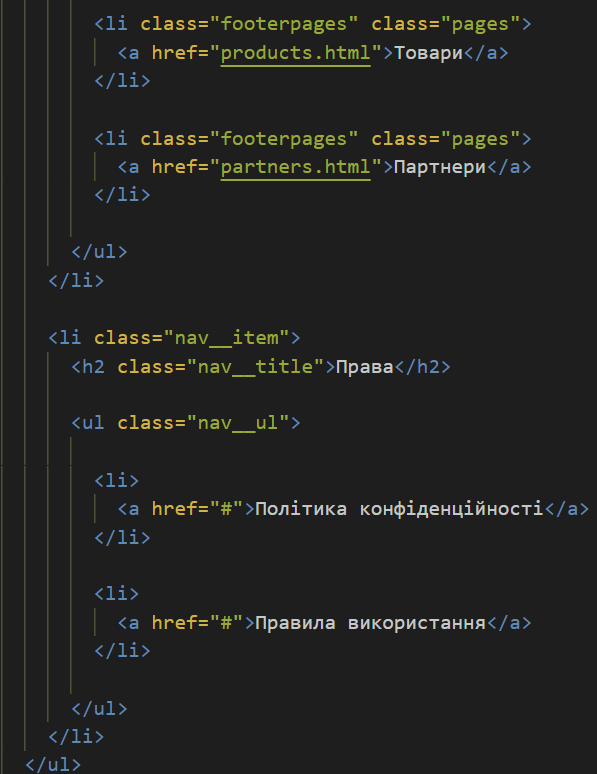 <li class="footerpages" class="pages">
<a href="products.html">Товари</a>
</li>
<li class="footerpages" class="pages">
<a href="partners.html">Партнери</a>
</li>
</ul>
</li>
<li class="nav__item">
<h2 class="nav__title">Права</h2>
<ul class="nav__ul">
<li>
<a href="#">Політика конфіденційності</a>
</li>
<li>
<a href="#">Правила використання</a>
</li>
</ul>
</li>
</ul>